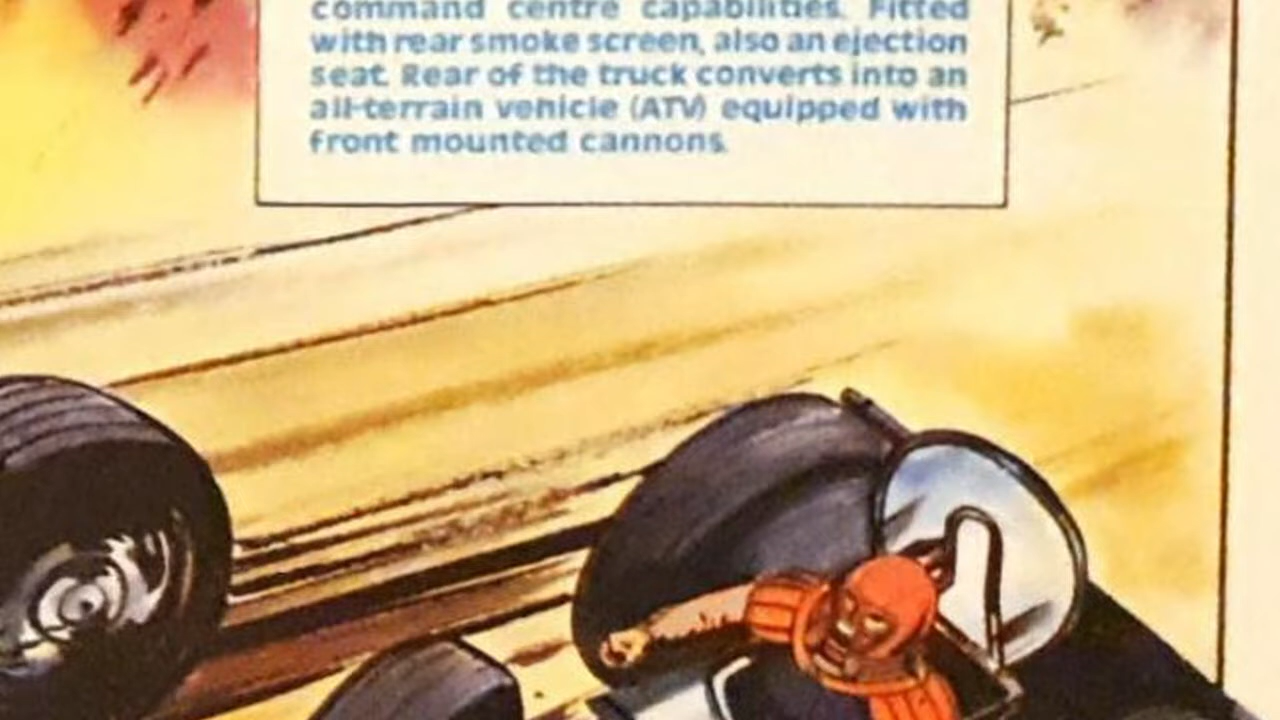 command centre capabilities. Fitted
with rear smoke screen, also an ejection
seat. Rear of the truck converts into an
all-terrain vehicle (ATV) equipped with
front mounted cannons.